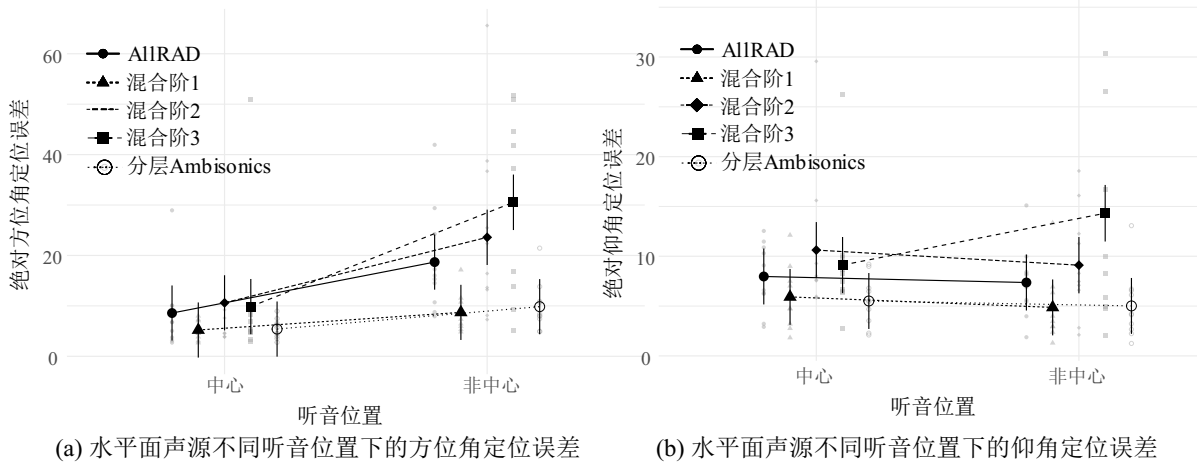 60
40
20
0
绝对方位角定位误差
AllRAD
混合阶1
混合阶2
混合阶3
分层Ambisonics
中心
非中心
听音位置
(a) 水平面声源不同听音位置下的方位角定位误差
30
20
10
0
绝对仰角定位误差
AllRAD
混合阶1
混合阶2
混合阶3
分层Ambisonics
中心
非中心
听音位置
(b) 水平面声源不同听音位置下的仰角定位误差